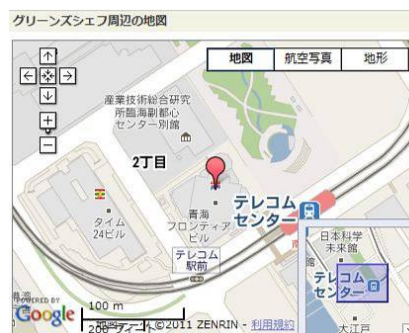 グリーンズシェフ周辺の地図
地図
航空写真
地形
産業技術総合研究
所臨海副都心
センター別館
2丁目
テレコム
センター
青海
フロンティア
ビル
タイム
24ビル
テレコム
駅前
日本科学
未来館
テレコム
センター
大江戸
POWERED BY
Google
100 m
©2011 ZENRIN - 利用規約